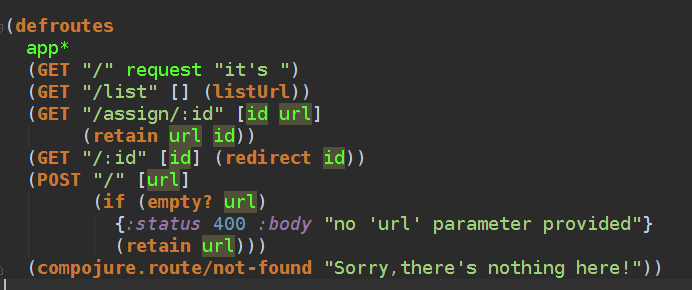 (defroutes
app*
(GET "/" request "it's ")
(GET "/list" [] (listUrl))
(GET "/assign/:id" [id url]
(retain url id))
(GET "/:id" [id] (redirect id))
(POST "/" [url]
(if (empty? url)
{:status 400 :body "no 'url' parameter provided"}
(retain url)))
(compojure.route/not-found "Sorry,there's nothing here!"))